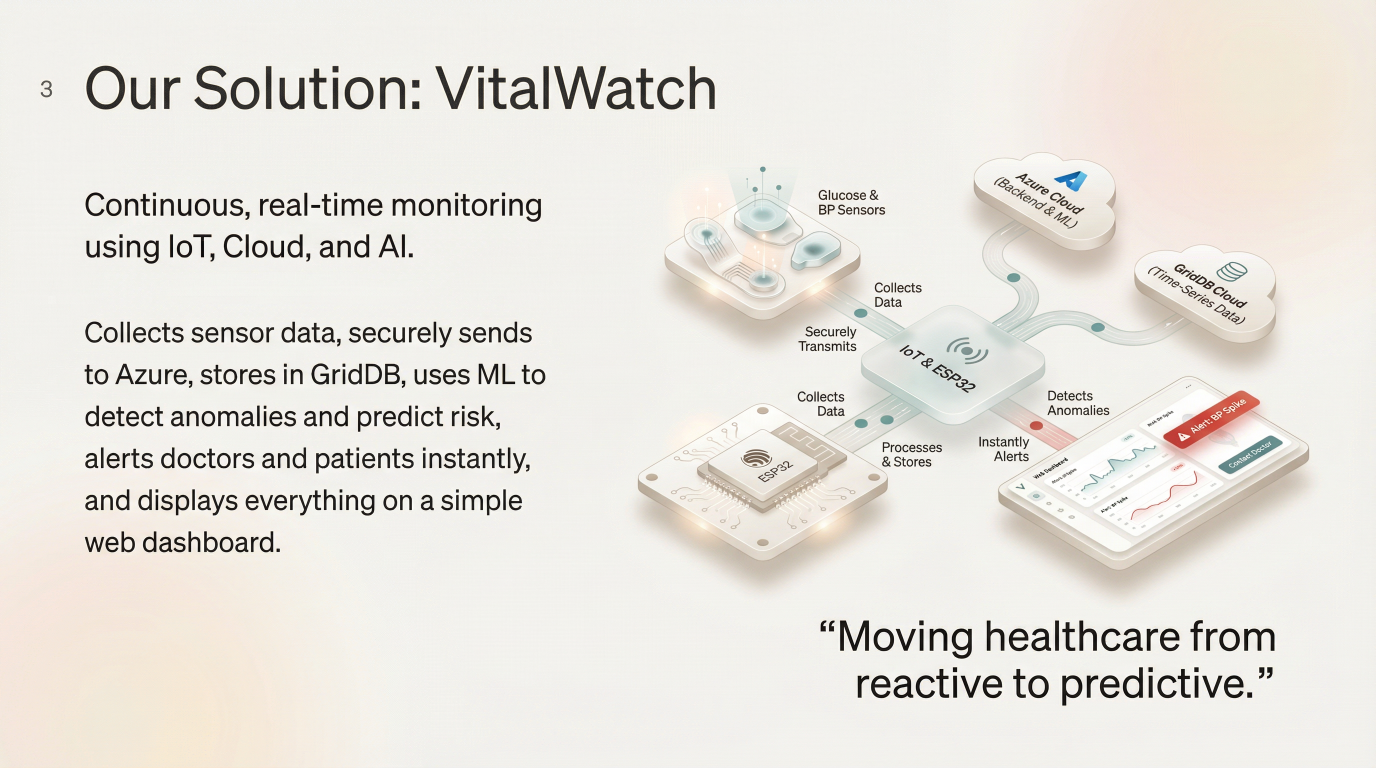 3
Our Solution: VitalWatch
Continuous, real-time monitoring
using IoT, Cloud, and AI.
Collects sensor data, securely sends
to Azure, stores in GridDB, uses ML to
detect anomalies and predict risk,
alerts doctors and patients instantly,
and displays everything on a simple
web dashboard.
Glucose &
BP Sensors
Azure Cloud
(Backend & ML)
GridDB Cloud
(Time-Series Data)
Collects
Data
Securely
Transmits
IoT & ESP32
Collects
Data
Processes
& Stores
ESP32
Detects
Anomalies
Instantly
Alerts
Web Dashboard
Alert: BP Spike
Contact Doctor
“Moving healthcare from
reactive to predictive.”